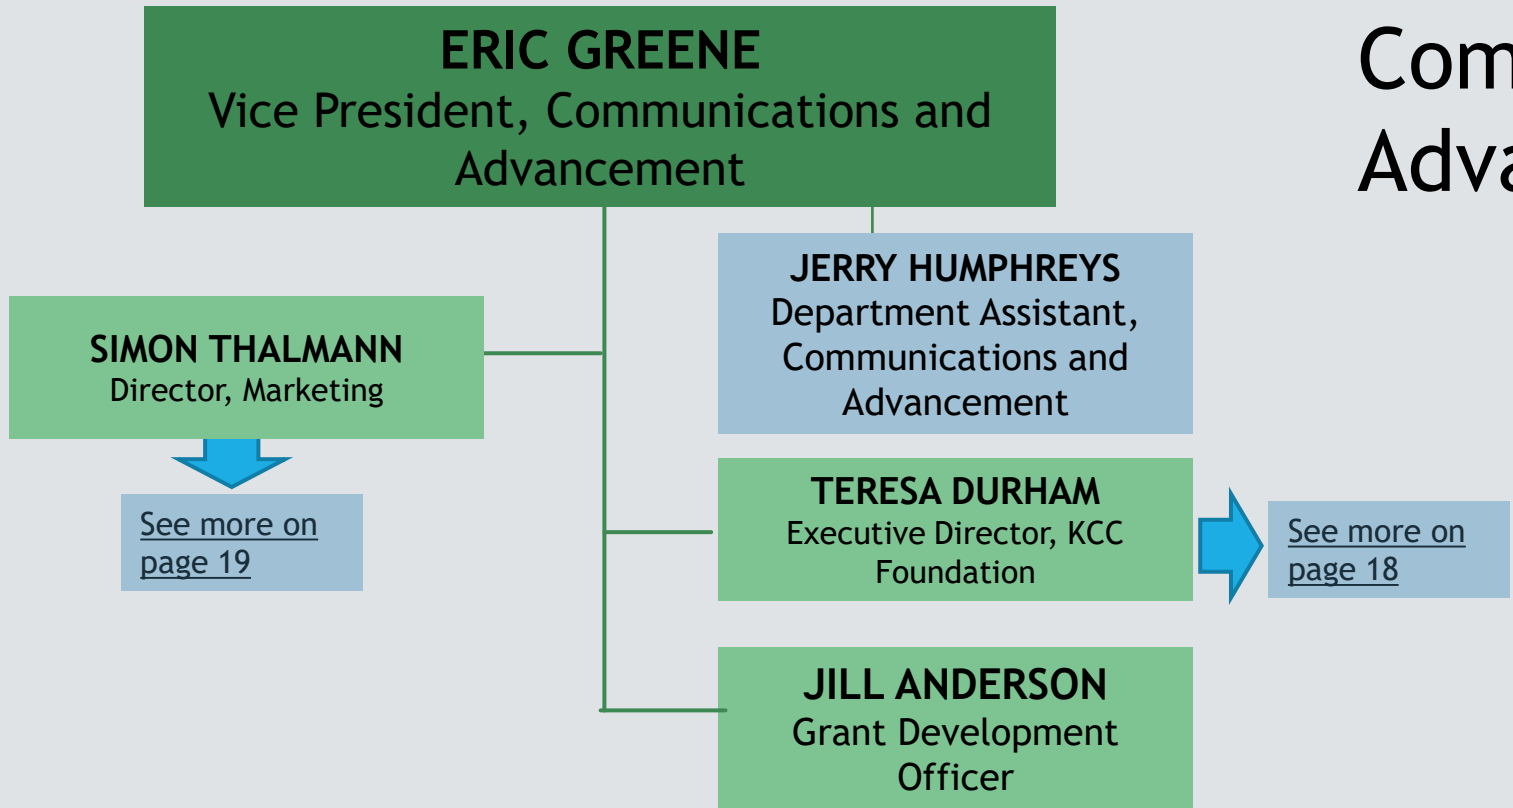 ERIC GREENE
Vice President, Communications and
Advancement
Com
Adva
JERRY HUMPHREYS
Department Assistant,
Communications and
Advancement
SIMON THALMANN
Director, Marketing
See more on
page 19
TERESA DURHAM
Executive Director, KCC
Foundation
See more on
page 18
JILL ANDERSON
Grant Development
Officer